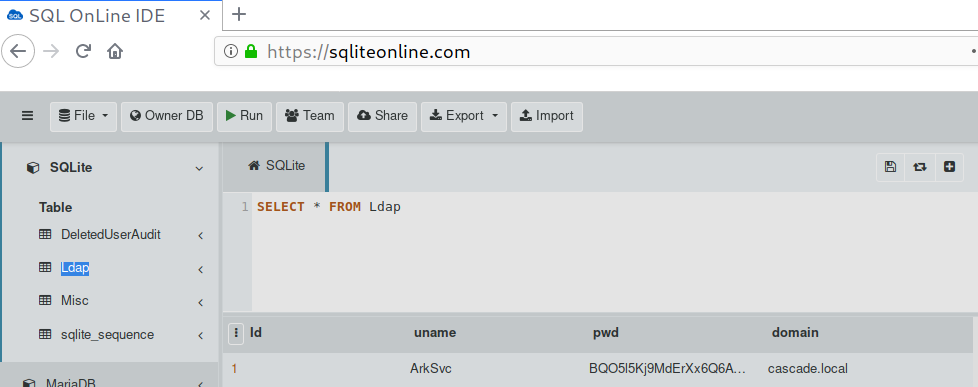 SQL OnLine IDE
https://sqliteonline.com
File Owner DB Run Team Share Export Import
SQLite
SQLite
Table
DeletedUserAudit
Ldap
Misc
sqlite_sequence
MariaDB
1 SELECT * FROM Ldap
Id uname pwd domain
1 ArkSvc BQO5l5Kj9MdErXx6Q6A... cascade.local